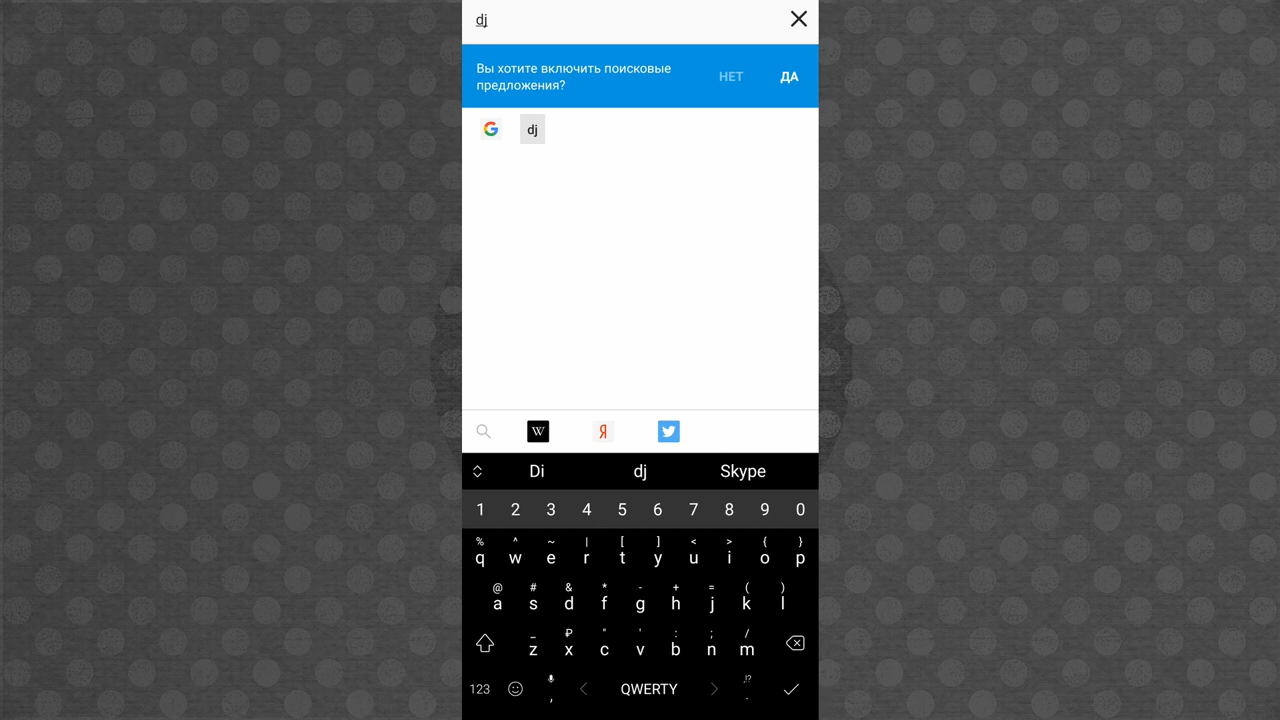 dj
Вы хотите включить поисковые
предложения?
НЕТ ДА
G dj
W Я
Di dj Skype
1 2 3 4 5 6 7 8 9 0
% ^ ~ | [ ] < > { }
q w e r t y u i o p
@ # & * - + = ( )
a s d f g h j k l
_ ₽ " ' : ; /
z x c v b n m
123 , < QWERTY > ,!? .